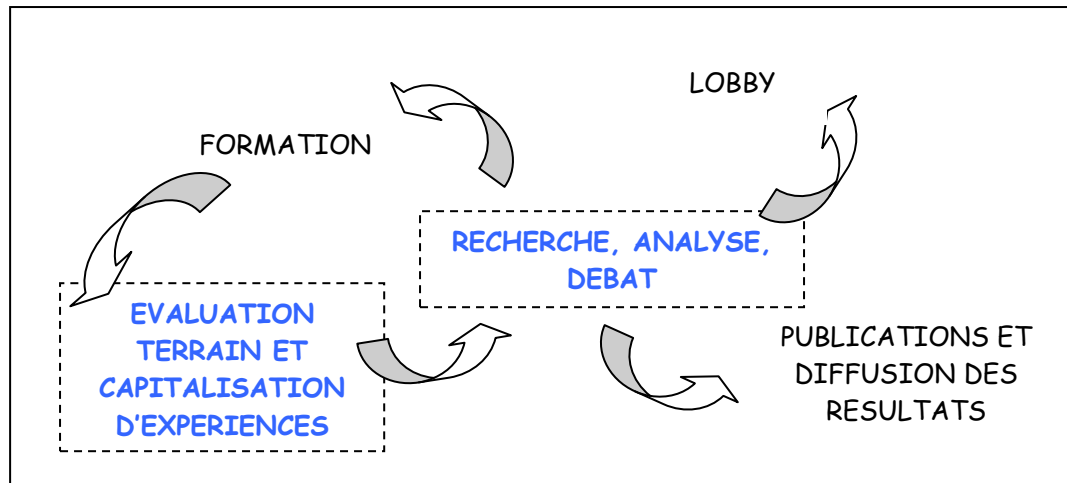 LOBBY
FORMATION
RECHERCHE, ANALYSE,
DEBAT
EVALUATION
TERRAIN ET
CAPITALISATION
D'EXPERIENCES
PUBLICATIONS ET
DIFFUSION DES
RESULTATS